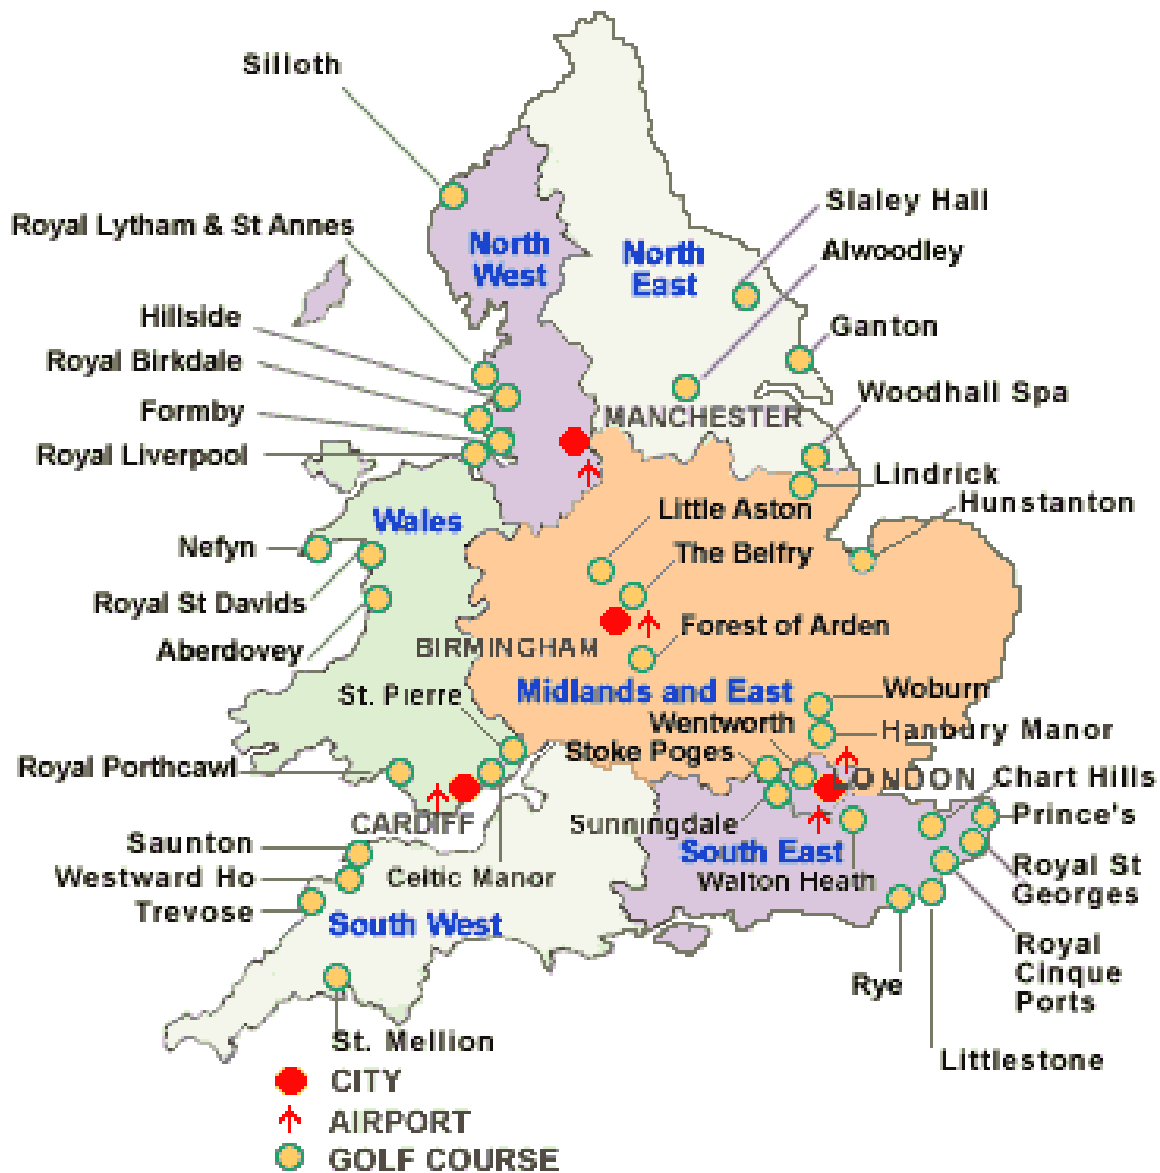 Silloth
Slaley Hall
Royal Lytham & St Annes
North
West
North
East
Alwoodley
Hillside
Ganton
Royal Birkdale
Woodhall Spa
Formby
MANCHESTER
Royal Liverpool
Lindrick
Hunstanton
Little Aston
Wales
Nefyn
The Belfry
Royal St Davids
Forest of Arden
Aberdovey
BIRMINGHAM
St. Pierre
Midlands and East
Woburn
Wentworth
Hanbury Manor
Stoke Poges
Royal Porthcawl
LONDON
Chart Hills
Prince's
CARDIFF
Sunningdale
Saunton
South East
Royal St
Georges
Westward Ho
Celtic Manor
Walton Heath
Trevose
South West
Royal
Cinque
Ports
Rye
St. Mellion
Littlestone
CITY
AIRPORT
GOLF COURSE